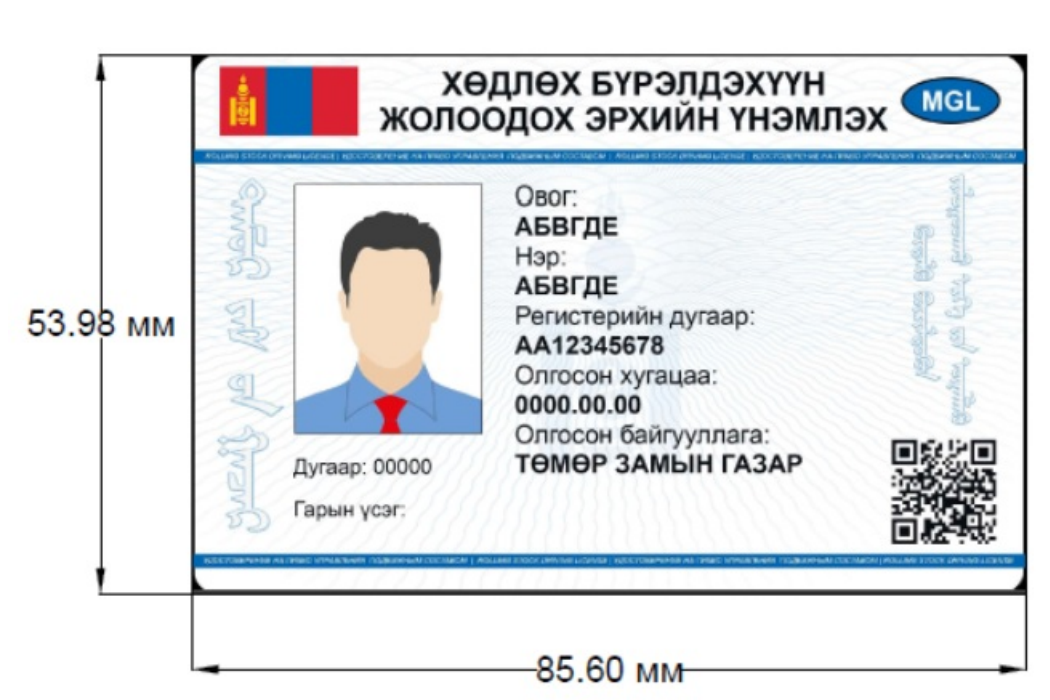 ХӨДЛӨХ БҮРЭЛДЭХҮҮН
ЖОЛООДОХ ЭРХИЙН ҮНЭМЛЭХ
MGL
Овог:
АБВГДЕ
Нэр:
АБВГДЕ
Регистерийн дугаар:
АА12345678
Олгосон хугацаа:
0000.00.00
Олгосон байгууллага:
ТӨМӨР ЗАМЫН ГАЗАР
Дугаар: 00000
Гарын үсэг:
53.98 мм
85.60 мм